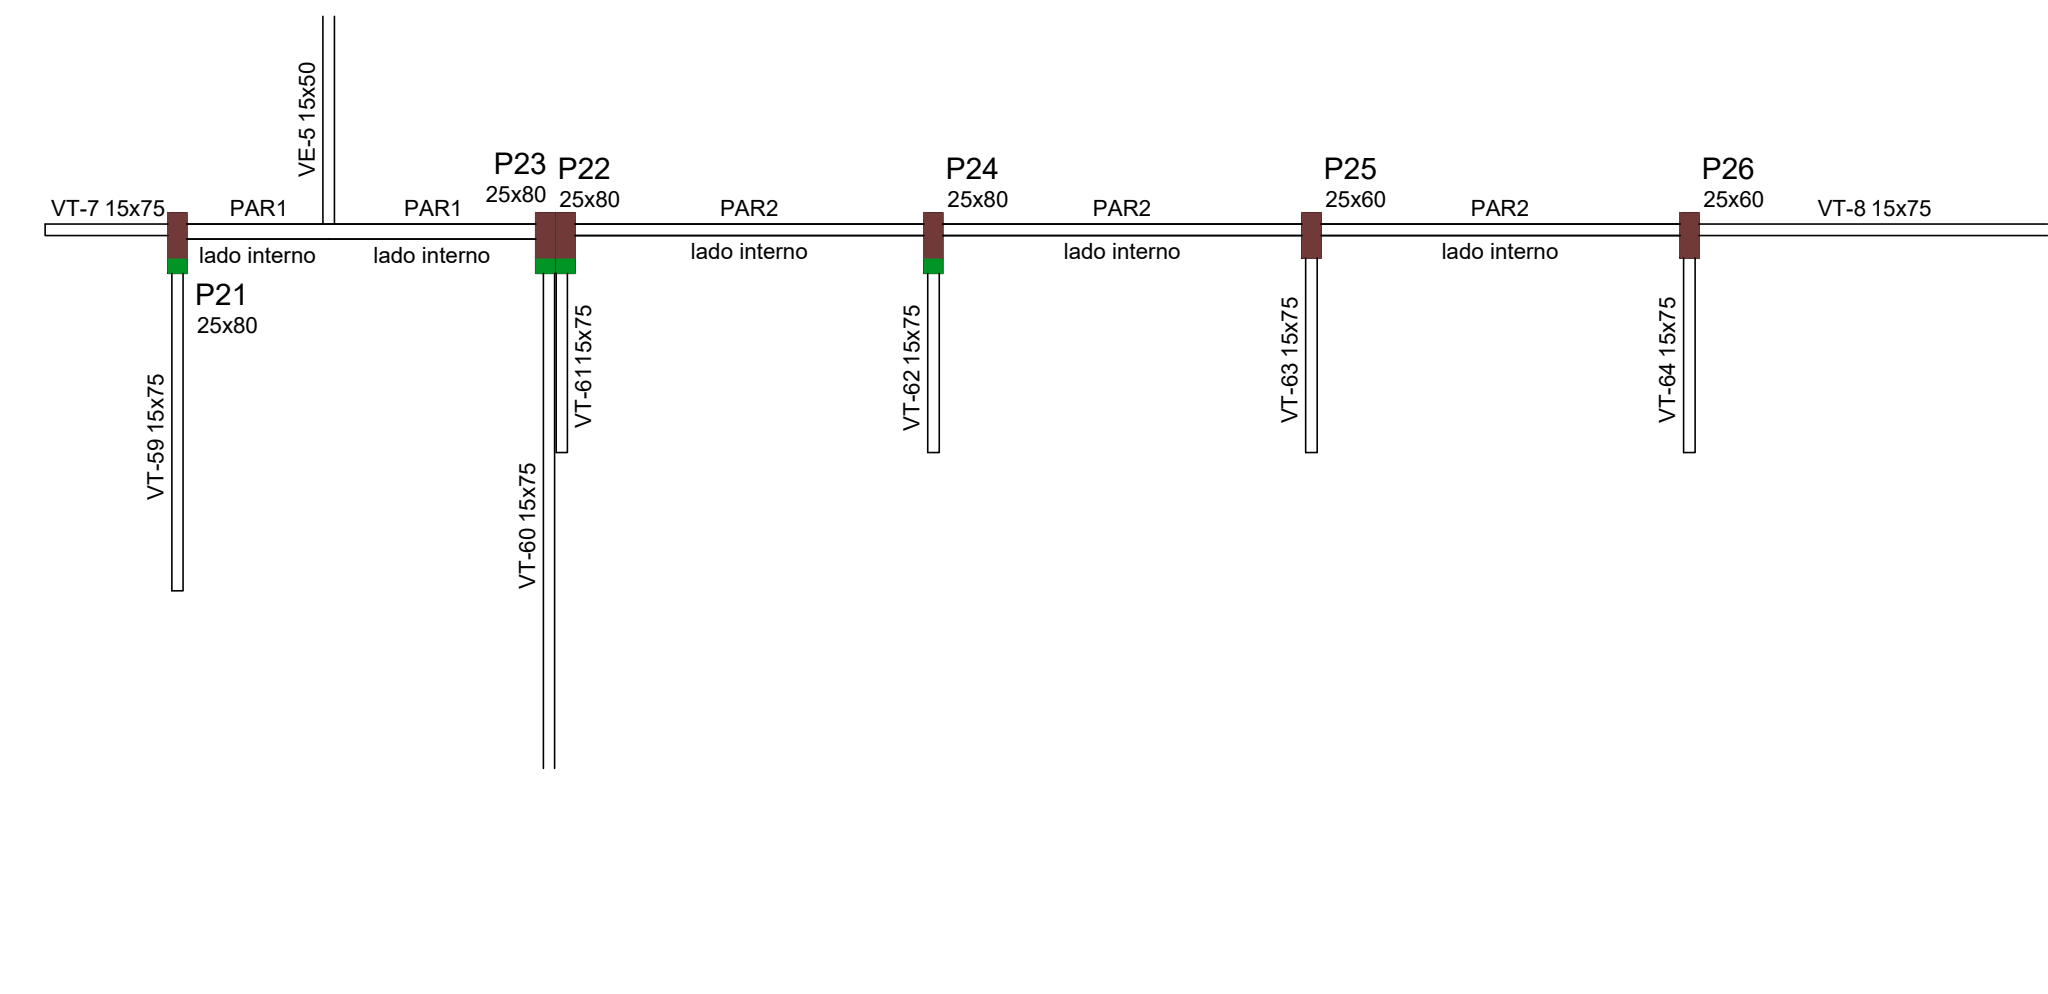 VE-5 15x50
P23
25x80
P22
25x80
P24
25x80
P25
25x60
P26
25x60
VT-7 15x75
PAR1
PAR1
PAR2
PAR2
PAR2
VT-8 15x75
lado interno
lado interno
lado interno
lado interno
lado interno
P21
25x80
VT-59 15x75
VT-60 15x75
VT-61 15x75
VT-62 15x75
VT-63 15x75
VT-64 15x75